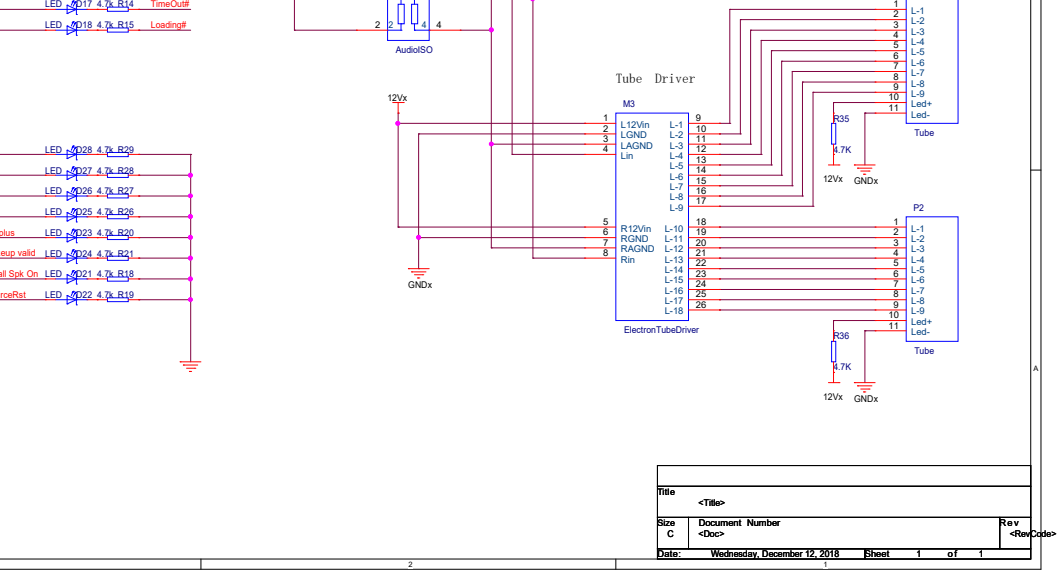 LED D17 4.7k R14 TimeOut#
LED D18 4.7k R15 Loading#
2 2 4 4
AudioISO
1 L-1
2 L-2
3 L-3
4 L-4
5 L-5
6 L-6
7 L-7
8 L-8
9 L-9
10 Led+
11 Led-
Tube
R35
4.7K
12Vx
GNDx
Tube Driver
12Vx
M3
1 L12Vin L-1 9
2 LGND L-2 10
3 LAGND L-3 11
4 Lin L-4 12
L-5 13
L-6 14
L-7 15
L-8 16
L-9 17
5 R12Vin L-10 18
6 RGND L-11 19
7 RAGND L-12 20
8 Rin L-13 21
L-14 22
L-15 23
L-16 24
L-17 25
L-18 26
ElectronTubeDriver
GNDx
LED D28 4.7k R29
LED D27 4.7k R28
LED D26 4.7k R27
LED D25 4.7k R26
plus LED D23 4.7k R20
eup valid LED D24 4.7k R21
all Spk On LED D21 4.7k R18
rceRst LED D22 4.7k R19
P2
1 L-1
2 L-2
3 L-3
4 L-4
5 L-5
6 L-6
7 L-7
8 L-8
9 L-9
10 Led+
11 Led-
Tube
R36
4.7K
12Vx
GNDx
A
Title
<Title>
Size Document Number Rev
C <Doc> <RevCode>
Date: Wednesday, December 12, 2018 Sheet 1 of 1
2 1